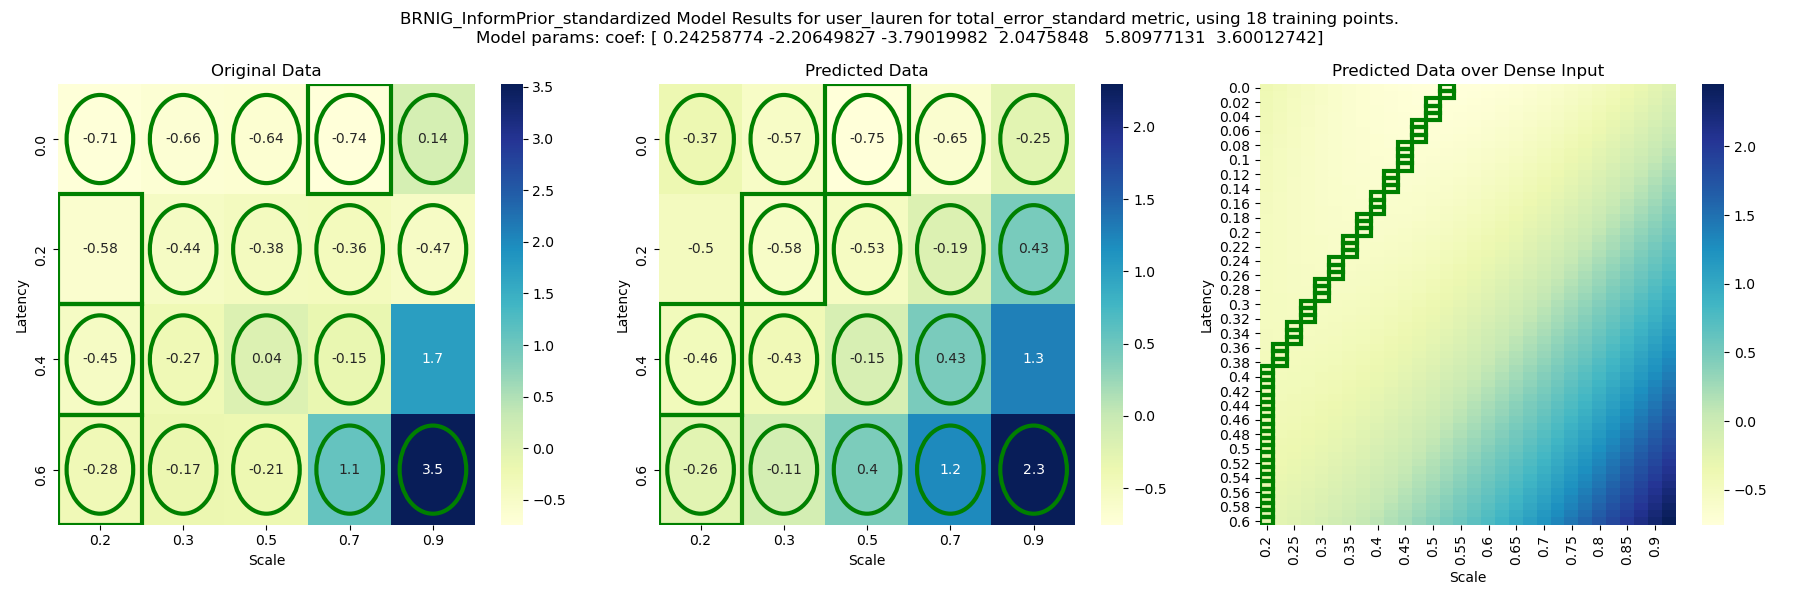 BRNIG_InformPrior_standardized Model Results for user_lauren for total_error_standard metric, using 18 training points.
Model params: coef: [ 0.24258774 -2.20649827 -3.79019982  2.0475848   5.80977131  3.60012742]
Original Data
Latency
0.0
0.2
0.4
0.6
-0.71 -0.66 -0.64 -0.74 0.14
-0.58 -0.44 -0.38 -0.36 -0.47
-0.45 -0.27 0.04 -0.15 1.7
-0.28 -0.17 -0.21 1.1 3.5
0.2 0.3 0.5 0.7 0.9
Scale
3.5
3.0
2.5
2.0
1.5
1.0
0.5
0.0
−0.5
Predicted Data
Latency
0.0
0.2
0.4
0.6
-0.37 -0.57 -0.75 -0.65 -0.25
-0.5 -0.58 -0.53 -0.19 0.43
-0.46 -0.43 -0.15 0.43 1.3
-0.26 -0.11 0.4 1.2 2.3
0.2 0.3 0.5 0.7 0.9
Scale
2.0
1.5
1.0
0.5
0.0
−0.5
Predicted Data over Dense Input
Latency
0.0
0.02
0.04
0.06
0.08
0.1
0.12
0.14
0.16
0.18
0.2
0.22
0.24
0.26
0.28
0.3
0.32
0.34
0.36
0.38
0.4
0.42
0.44
0.46
0.48
0.5
0.52
0.54
0.56
0.58
0.6
0.2 0.25 0.3 0.35 0.4 0.45 0.5 0.55 0.6 0.65 0.7 0.75 0.8 0.85 0.9
Scale
2.0
1.5
1.0
0.5
0.0
−0.5